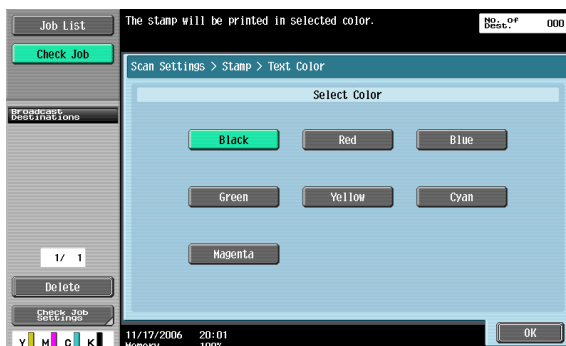 Job List
The stamp will be printed in selected color.
No. of
Dest.
000
Check Job
Scan Settings > Stamp > Text Color
Select Color
Broadcast
Destinations
Black
Red
Blue
Green
Yellow
Cyan
Magenta
1/ 1
Delete
Check Job
Settings
Y M C K
11/17/2006 20:01
Memory 100%
OK